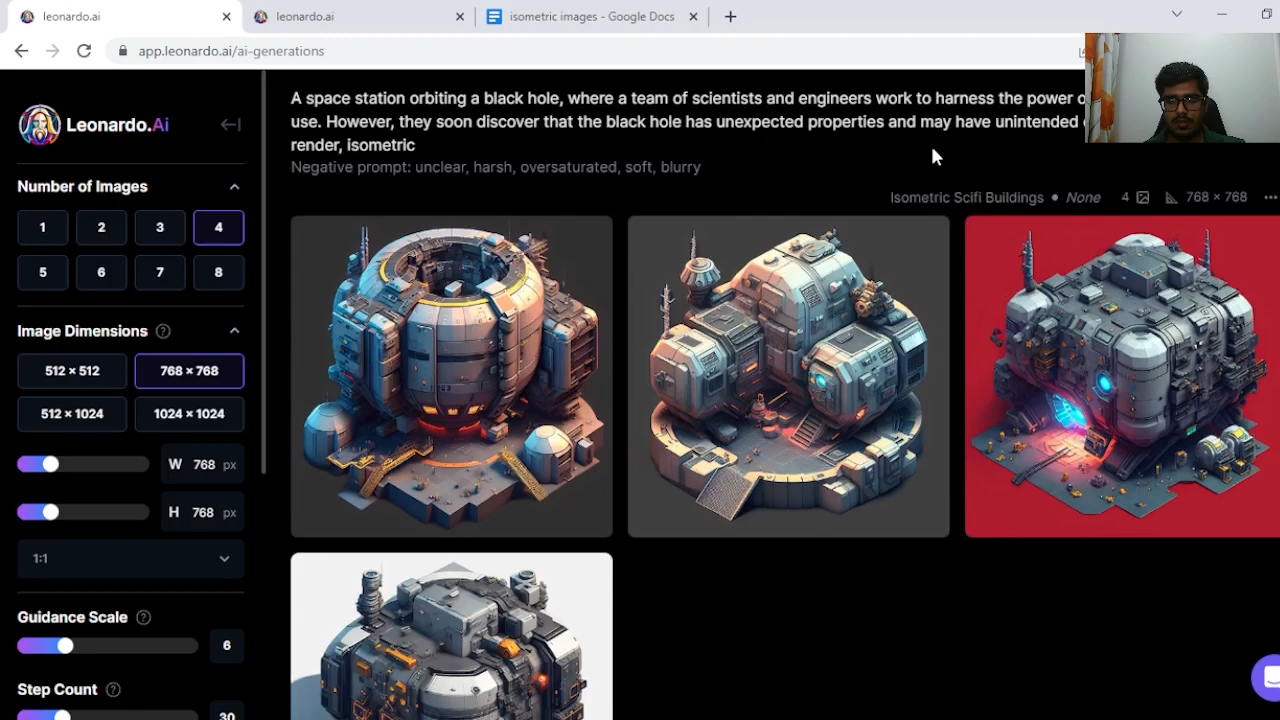 leonardo.ai
leonardo.ai
isometric images - Google Docs
app.leonardo.ai/ai-generations
Leonardo.Ai
Number of Images
1 2 3 4
5 6 7 8
Image Dimensions
512 × 512 768 × 768
512 × 1024 1024 × 1024
W 768 px
H 768 px
1:1
Guidance Scale
6
Step Count
30
A space station orbiting a black hole, where a team of scientists and engineers work to harness the power
use. However, they soon discover that the black hole has unexpected properties and may have unintended
render, isometric
Negative prompt: unclear, harsh, oversaturated, soft, blurry
Isometric Scifi Buildings • None 4 768 × 768